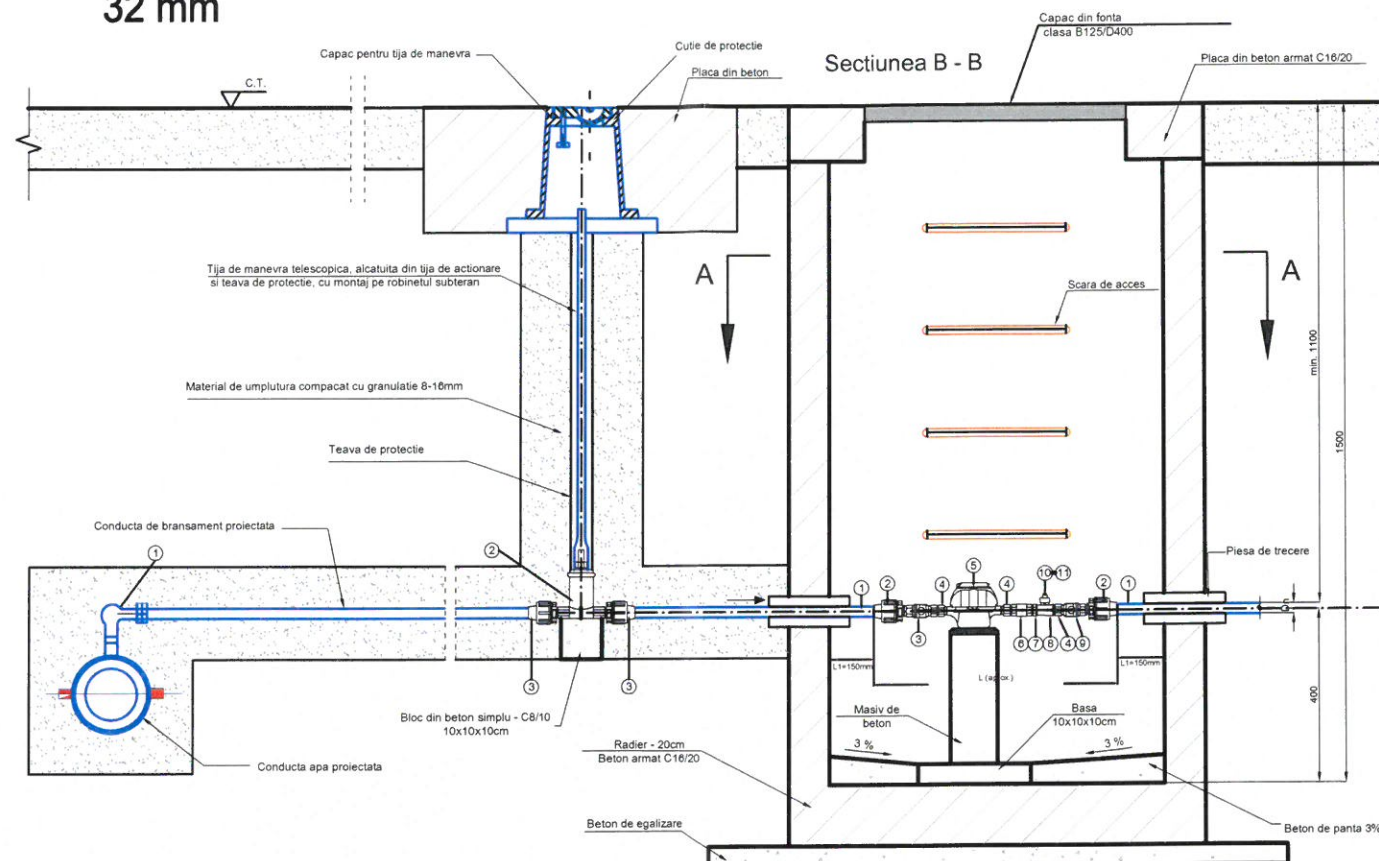 32 mm
Capac din fonta
clasa B125/D400
Capac pentru tija de manevra
Cutie de protectie
Sectiunea B - B
Placa din beton
Placa din beton armat C16/20
C.T.
Tija de manevra telescopica, alcatuita din tija de actionare
si teava de protectie, cu montaj pe robinetul subteran
A
A
Scara de acces
min. 1100
1500
Material de umplutura compacat cu granulatie 8-16mm
Teava de protectie
Conducta de bransament proiectata
1
2
Piesa de trecere
5
10
11
1
2
4
4
2
1
3
6
7
8
4
9
3
3
L1=150mm
L (aprox.)
L1=150mm
400
Bloc din beton simplu - C8/10
10x10x10cm
Masiv de
beton
Basa
10x10x10cm
Radier - 20cm
Beton armat C16/20
3 %
3 %
Conducta apa proiectata
Beton de egalizare
Beton de panta 3%